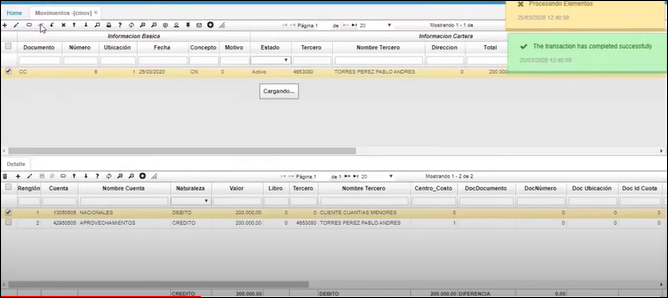 Home Movimientos -[cmov] ×
Procesando Elementos
25/03/2020 12:40:50
The transaction has completed successfully
25/03/2020 12:40:50
Página 1 de 20 Mostrando 1 - 1 de
Informacion Basica Informacion Cartera
Documento Número Ubicación Fecha Concepto Motivo Estado Tercero Nombre Tercero Direccion Total
CC 1 25/03/2020 CN 0 Activo 4653080 TORRES PEREZ PABLO ANDRES 0 200.000
Cargando...
Detalle
Página 1 de 1 20 Mostrando 1 - 2 de 2
Renglón Cuenta Nombre Cuenta Naturaleza Valor Libro Tercero Nombre Tercero Centro_Costo DocDocumento DocNúmero Doc Ubicación Doc Id Cuota
1 13050505 NACIONALES DEBITO 200.000,00 0 0 CLIENTE CUANTIAS MENORES 0 0 0 0
2 42950505 APROVECHAMIENTOS CREDITO 200.000,00 0 4653080 TORRES PEREZ PABLO ANDRES 1 0 0 0
CREDITO 200.000,00 DEBITO 200.000,00 DIFERENCIA 0.00